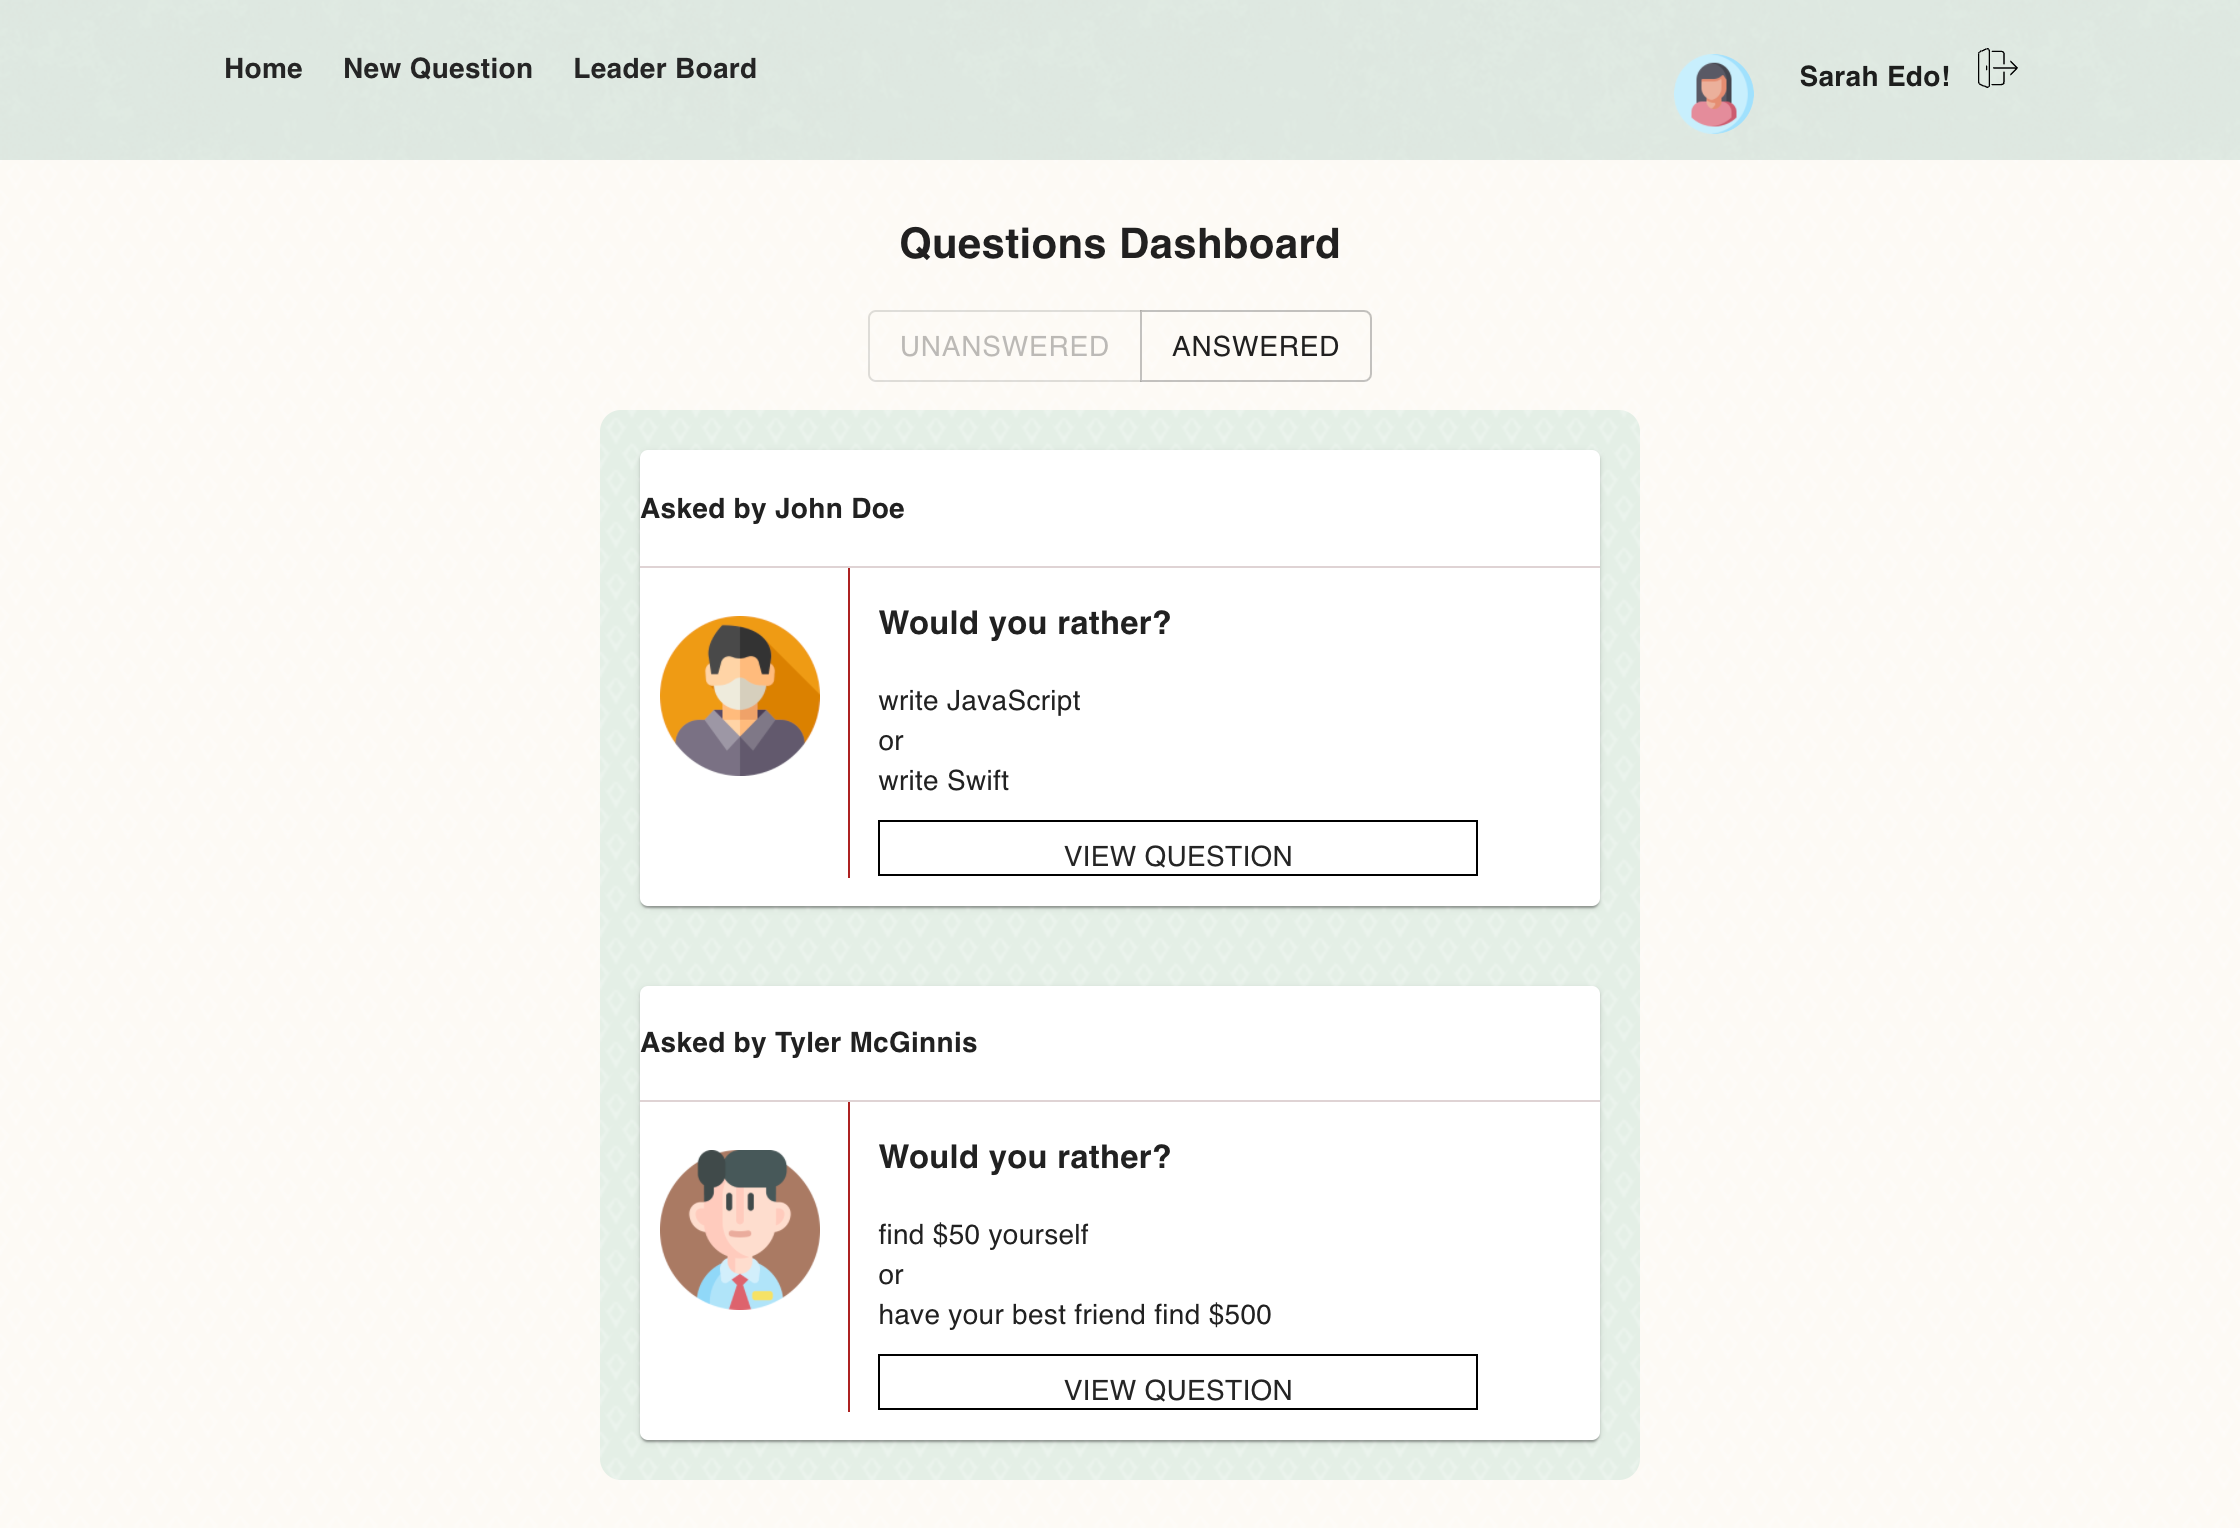 Home New Question Leader Board Sarah Edo!
Questions Dashboard
UNANSWERED ANSWERED
Asked by John Doe
Would you rather?
write JavaScript
or
write Swift
VIEW QUESTION
Asked by Tyler McGinnis
Would you rather?
find $50 yourself
or
have your best friend find $500
VIEW QUESTION